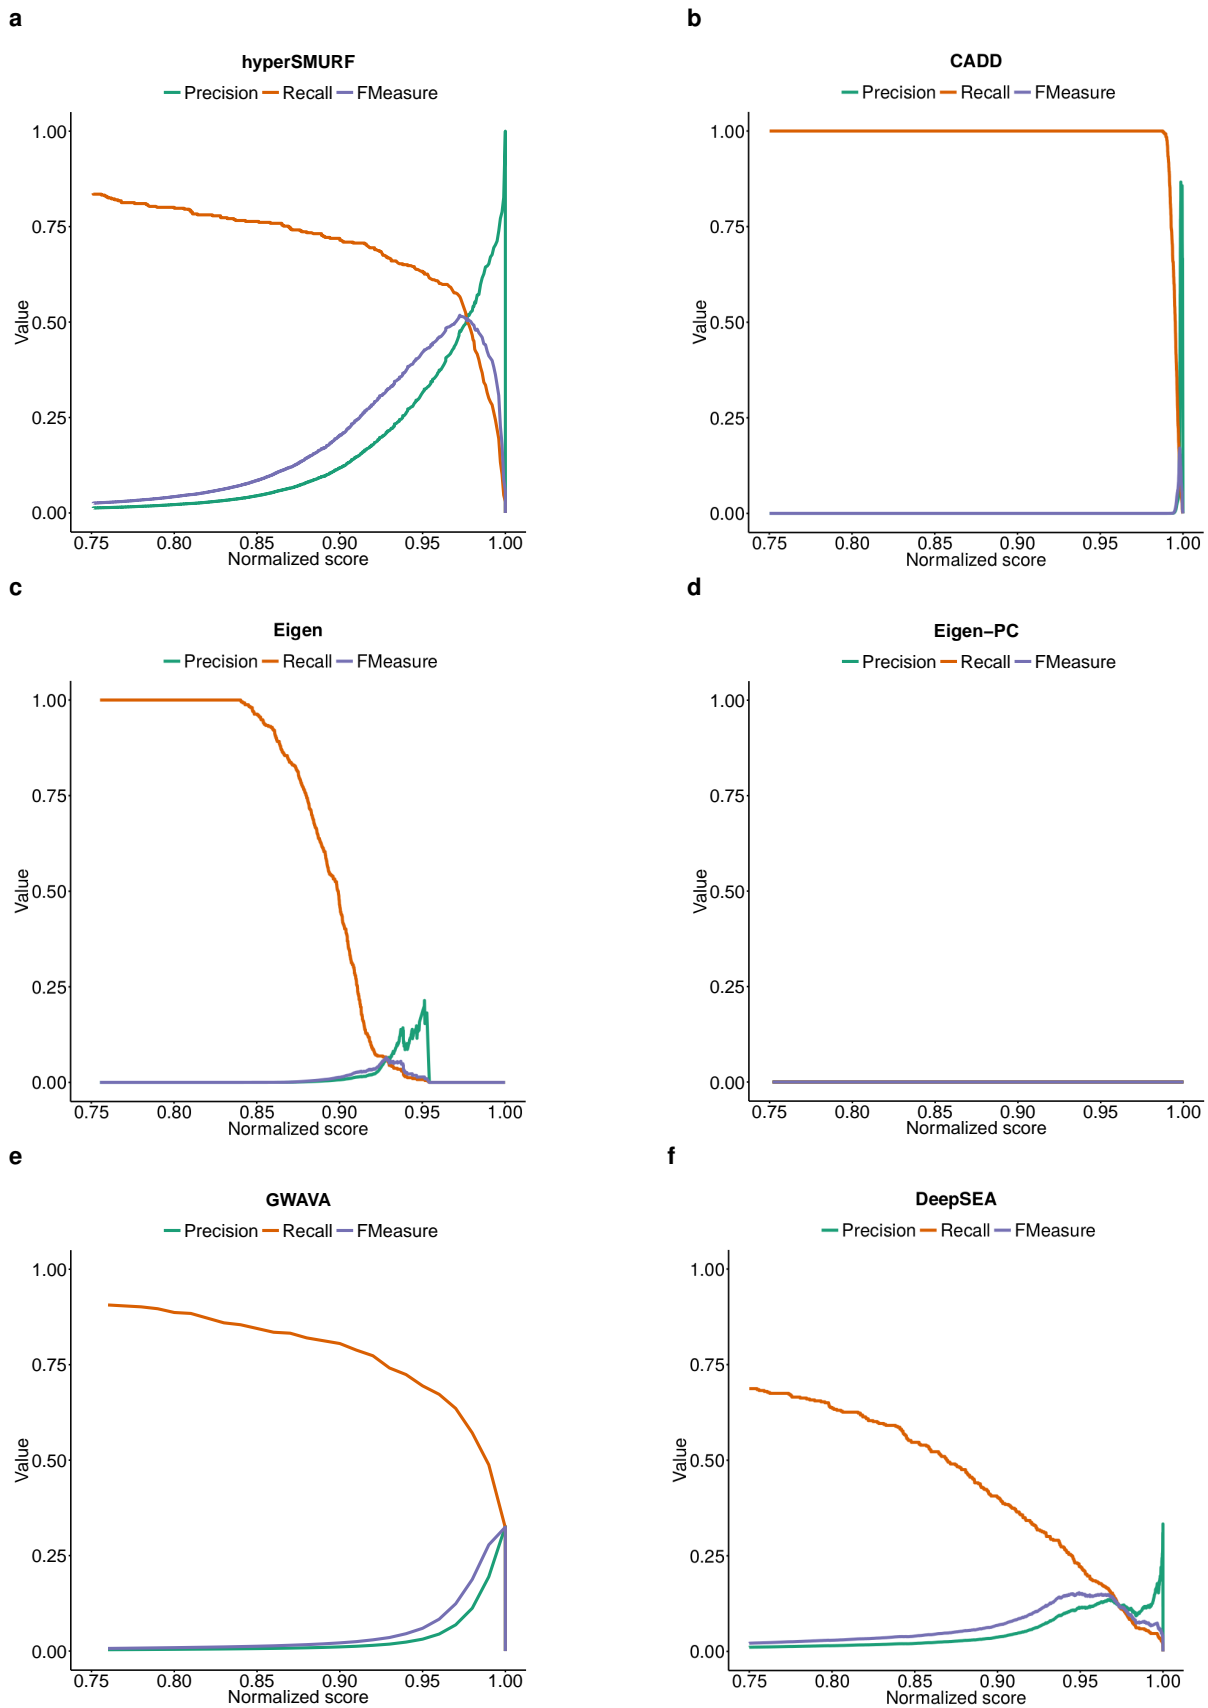 a
hyperSMURF
Precision Recall FMeasure
1.00
0.75
0.50
0.25
0.00
Value
0.75 0.80 0.85 0.90 0.95 1.00
Normalized score
b
CADD
Precision Recall FMeasure
1.00
0.75
0.50
0.25
0.00
Value
0.75 0.80 0.85 0.90 0.95 1.00
Normalized score
c
Eigen
Precision Recall FMeasure
1.00
0.75
0.50
0.25
0.00
Value
0.75 0.80 0.85 0.90 0.95 1.00
Normalized score
d
Eigen−PC
Precision Recall FMeasure
1.00
0.75
0.50
0.25
0.00
Value
0.75 0.80 0.85 0.90 0.95 1.00
Normalized score
e
GWAVA
Precision Recall FMeasure
1.00
0.75
0.50
0.25
0.00
Value
0.75 0.80 0.85 0.90 0.95 1.00
Normalized score
f
DeepSEA
Precision Recall FMeasure
1.00
0.75
0.50
0.25
0.00
Value
0.75 0.80 0.85 0.90 0.95 1.00
Normalized score